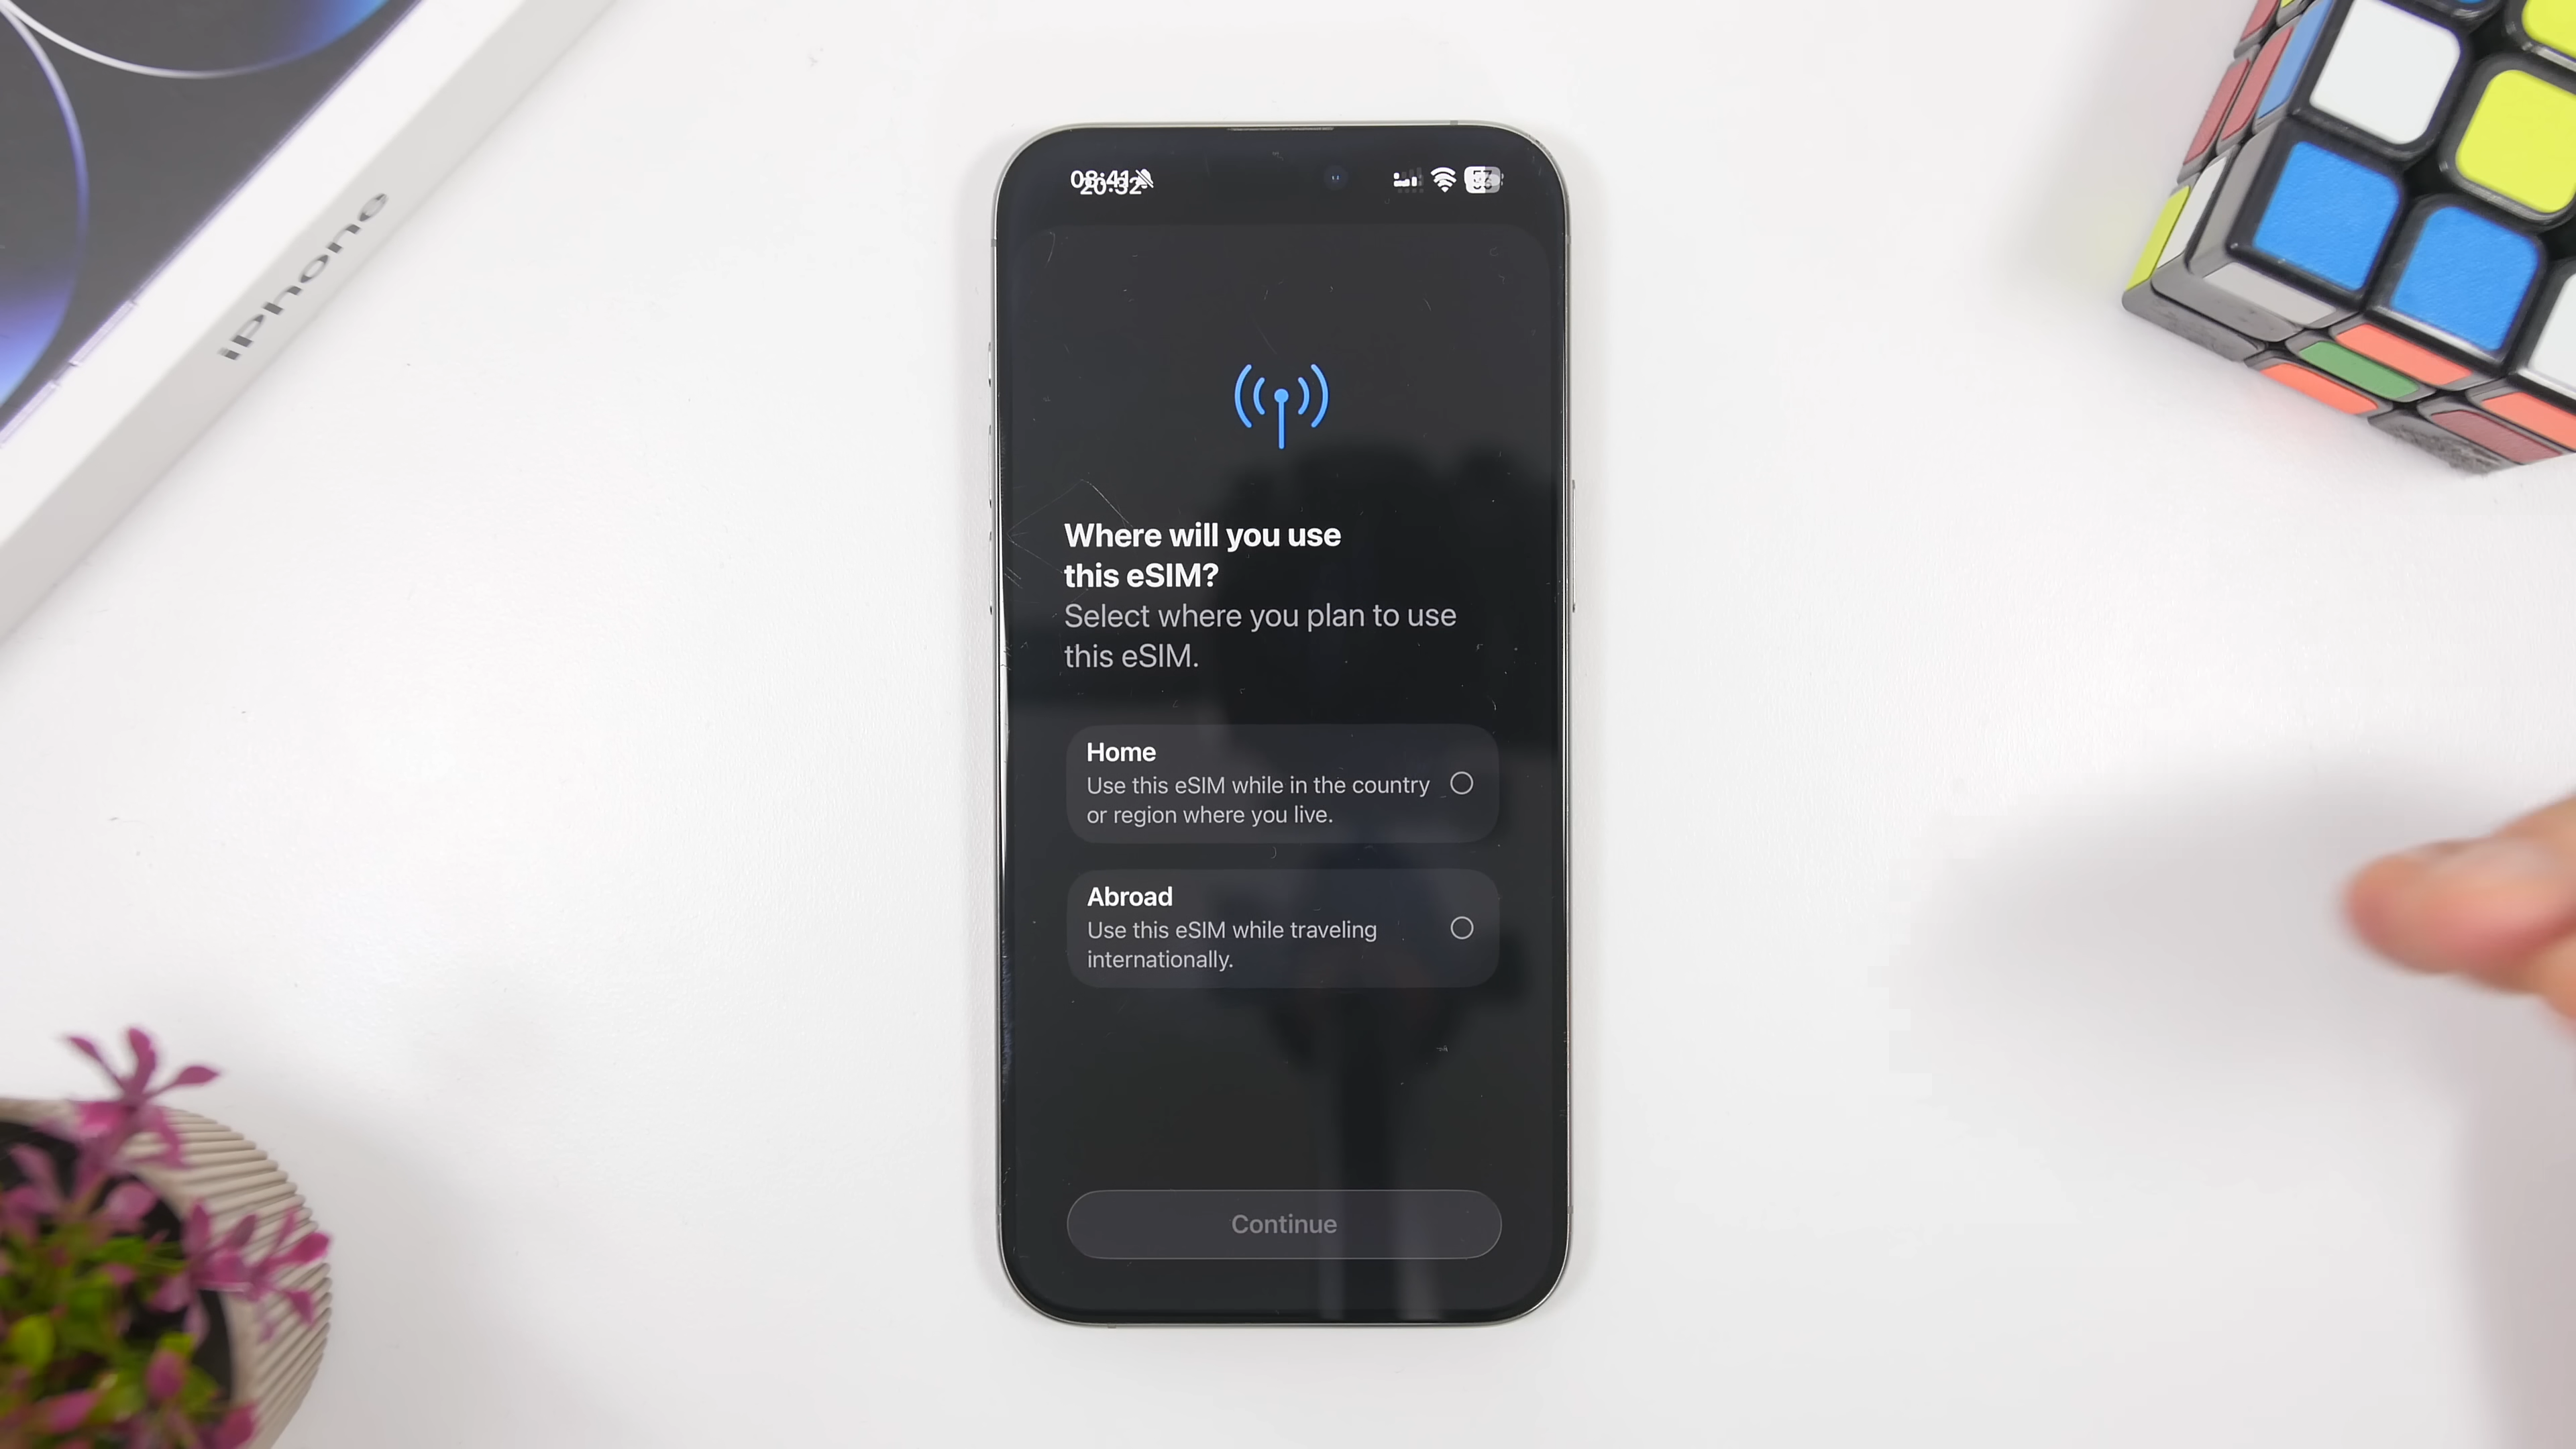 iPhone
Where will you use
this eSIM?
Select where you plan to use
this eSIM.
Home
Use this eSIM while in the country
or region where you live.
Abroad
Use this eSIM while traveling
internationally.
Continue